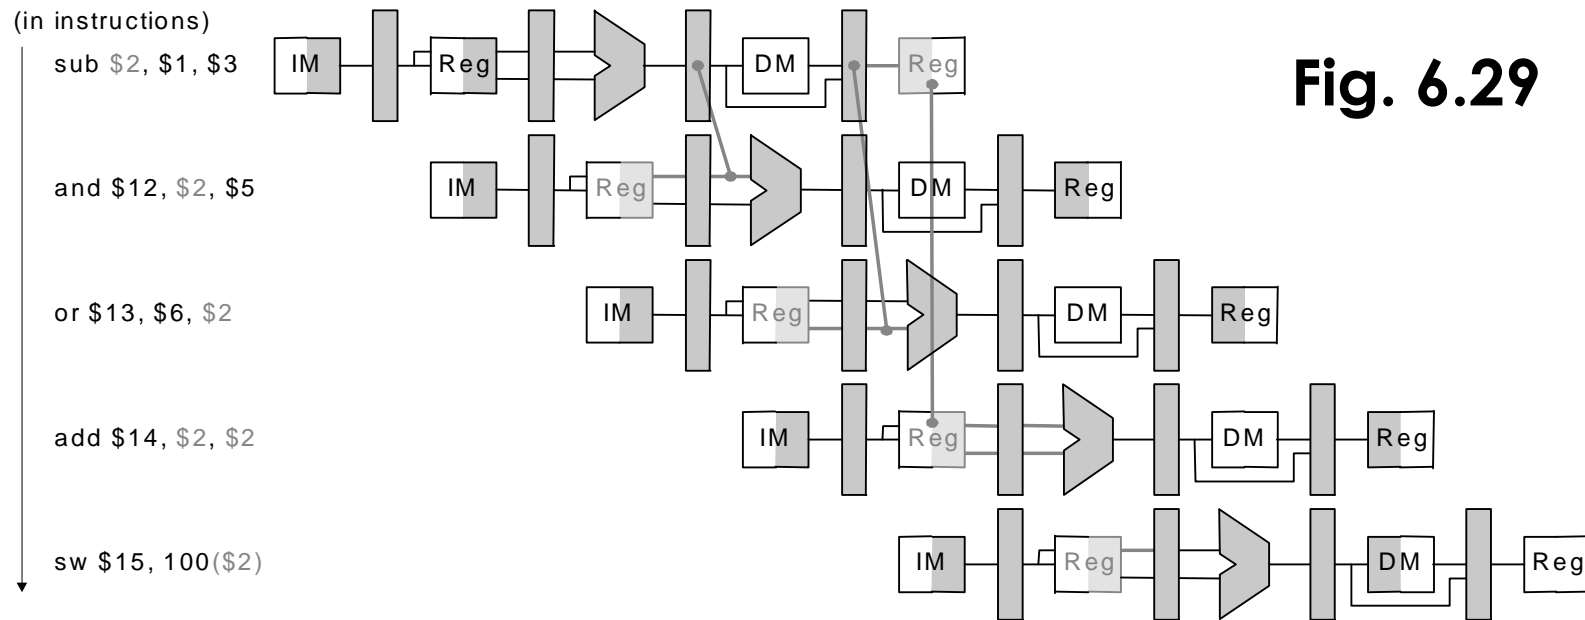 (in instructions)
sub $2, $1, $3
IM
Reg
DM
Reg
Fig. 6.29
and $12, $2, $5
IM
Reg
DM
Reg
or $13, $6, $2
IM
Reg
DM
Reg
add $14, $2, $2
IM
Reg
DM
Reg
sw $15, 100($2)
IM
Reg
DM
Reg